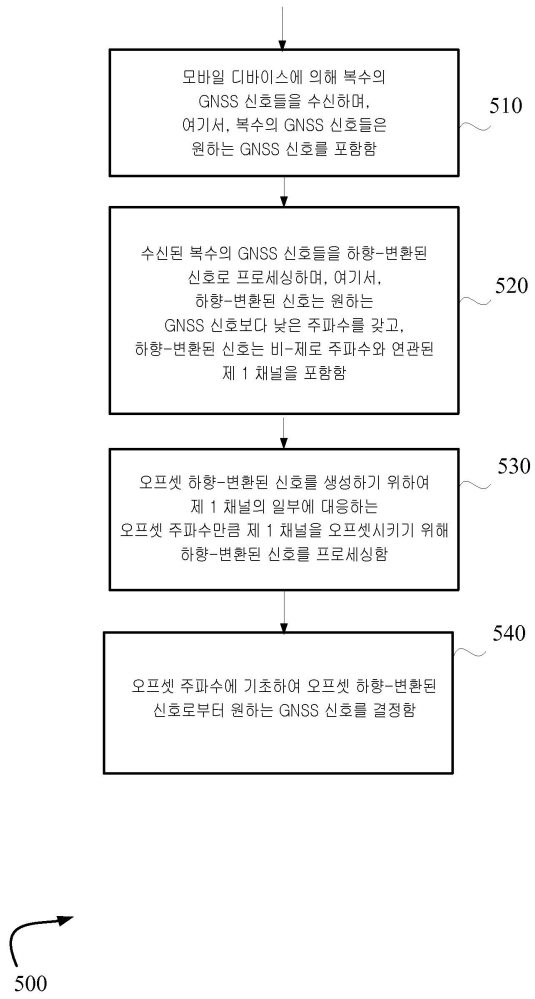 모바일 디바이스에 의해 복수의
GNSS 신호들을 수신하며,
여기서, 복수의 GNSS 신호들은
원하는 GNSS 신호를 포함함
510
수신된 복수의 GNSS 신호들을 하향-변환된
신호로 프로세싱하며, 여기서,
하향-변환된 신호는 원하는
GNSS 신호보다 낮은 주파수를 갖고,
하향-변환된 신호는 비-제로 주파수와 연관된
제 1 채널을 포함함
520
오프셋 하향-변환된 신호를 생성하기 위하여
제 1 채널의 일부에 대응하는
오프셋 주파수만큼 제 1 채널을 오프셋시키기 위해
하향-변환된 신호를 프로세싱함
530
오프셋 주파수에 기초하여 오프셋 하향-변환된
신호로부터 원하는 GNSS 신호를 결정함
540
500